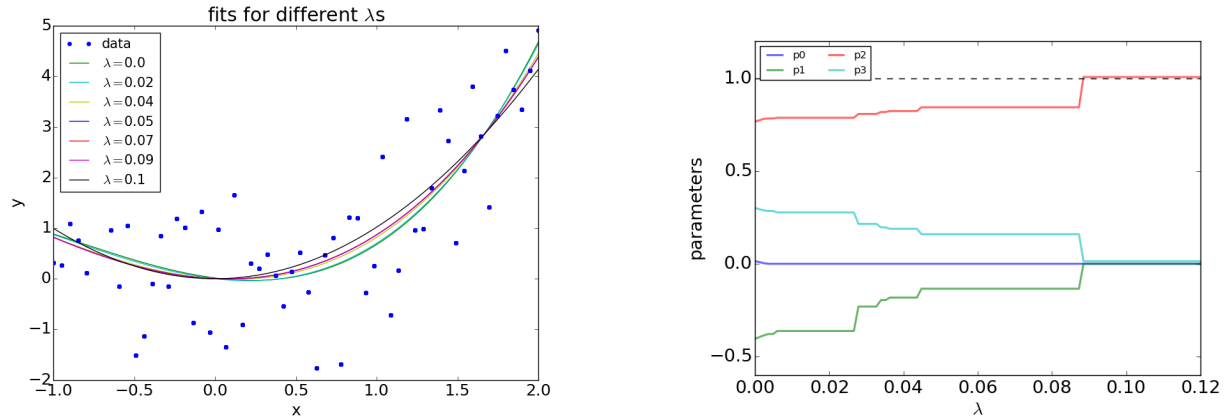 fits for different λs
5
4
3
2
1
0
−1
−2
−1.0
−0.5
0.0
0.5
1.0
1.5
2.0
x
y
data
λ=0.0
λ=0.02
λ=0.04
λ=0.05
λ=0.07
λ=0.09
λ=0.1
p0
p2
p1
p3
1.0
0.5
0.0
−0.5
0.00
0.02
0.04
0.06
0.08
0.10
0.12
λ
parameters